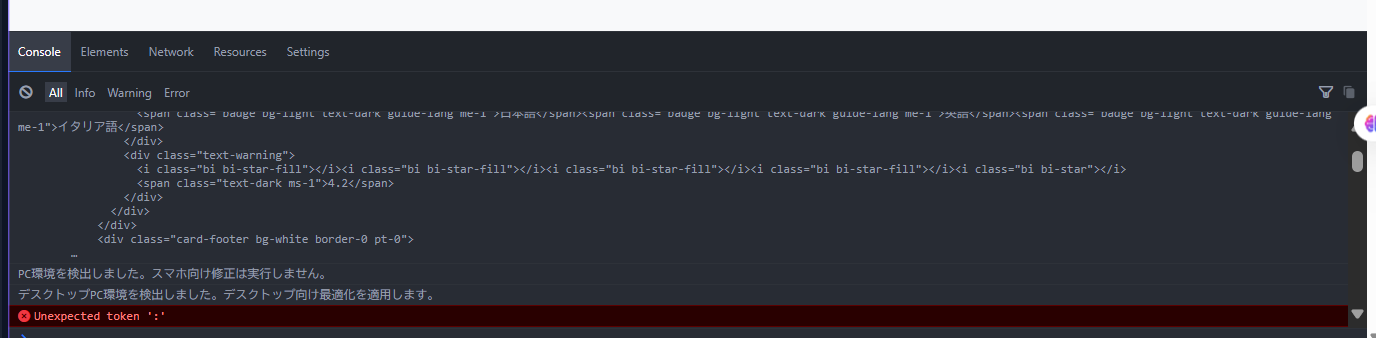 Console Elements Network Resources Settings
All Info Warning Error
<span class="badge bg-light text-dark guide-lang me-1">日本語</span><span class="badge bg-light text-dark guide-lang me-1">英語</span><span class="badge bg-light text-dark guide-lang
me-1">イタリア語</span>
</div>
<div class="text-warning">
<i class="bi bi-star-fill"></i><i class="bi bi-star-fill"></i><i class="bi bi-star-fill"></i><i class="bi bi-star-fill"></i><i class="bi bi-star"></i>
<span class="text-dark ms-1">4.2</span>
</div>
</div>
</div>
<div class="card-footer bg-white border-0 pt-0">
…
PC環境を検出しました。スマホ向け修正は実行しません。
デスクトップPC環境を検出しました。デスクトップ向け最適化を適用します。
Unexpected token ':'